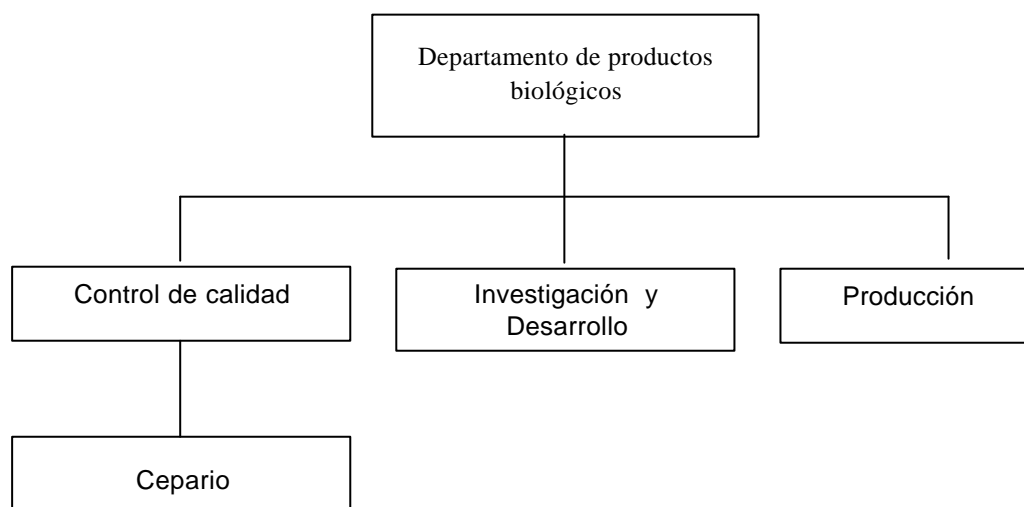 Departamento de productos
biológicos
Control de calidad
Investigación y
Desarrollo
Producción
Cepario